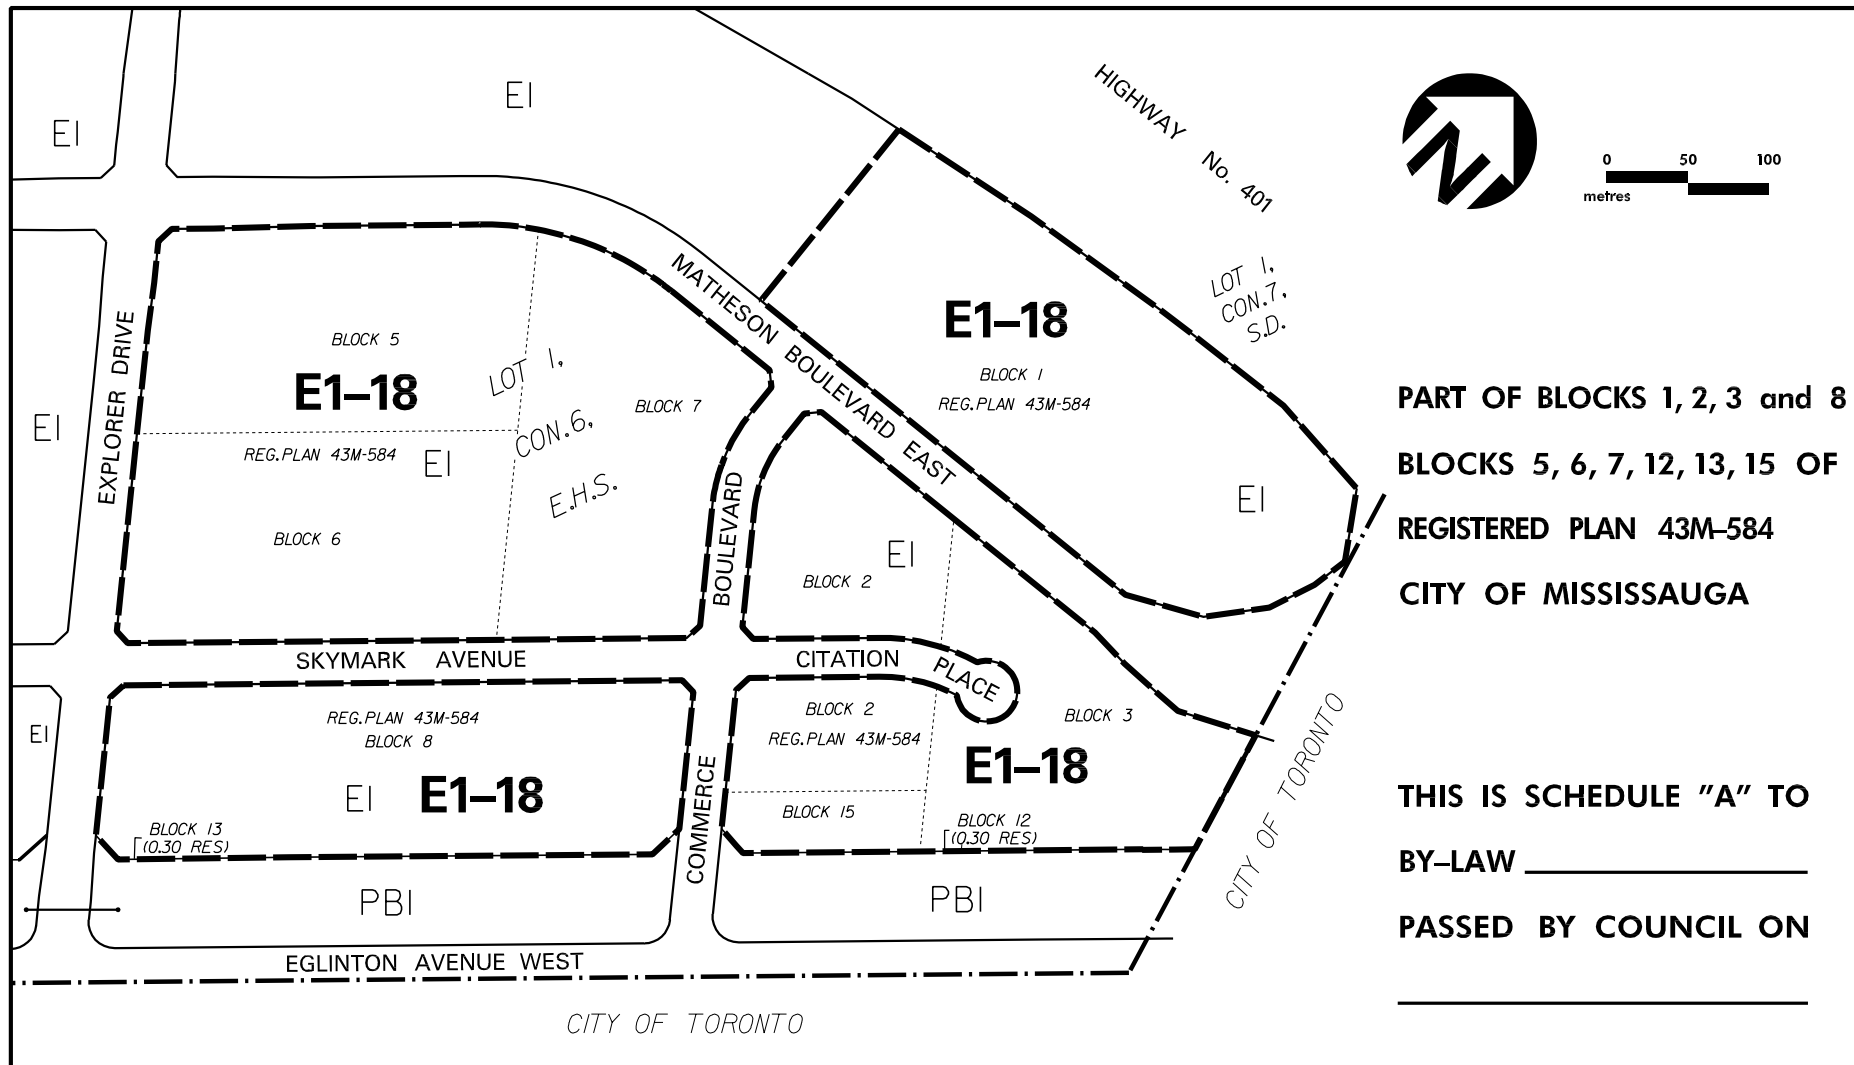 EI
EI
HIGHWAY No. 401
N
0 50 100
metres
LOT 1,
CON.7,
S.D.
MATHESON BOULEVARD EAST
E1–18
BLOCK 1
REG.PLAN 43M-584
EI
EXPLORER DRIVE
BLOCK 5
E1–18
REG.PLAN 43M-584
EI
LOT 1,
CON.6,
E.H.S.
BLOCK 7
BLOCK 6
EI
COMMERCE BOULEVARD
EI
BLOCK 2
SKYMARK AVENUE
CITATION PLACE
REG.PLAN 43M-584
BLOCK 8
EI
E1–18
BLOCK 13
(0.30 RES)
EI
BLOCK 2
REG.PLAN 43M-584
BLOCK 15
BLOCK 3
E1–18
BLOCK 12
(0.30 RES)
PBI
PBI
EGLINTON AVENUE WEST
CITY OF TORONTO
CITY OF TORONTO
PART OF BLOCKS 1, 2, 3 and 8
BLOCKS 5, 6, 7, 12, 13, 15 OF
REGISTERED PLAN 43M–584
CITY OF MISSISSAUGA
THIS IS SCHEDULE "A" TO
BY–LAW
PASSED BY COUNCIL ON